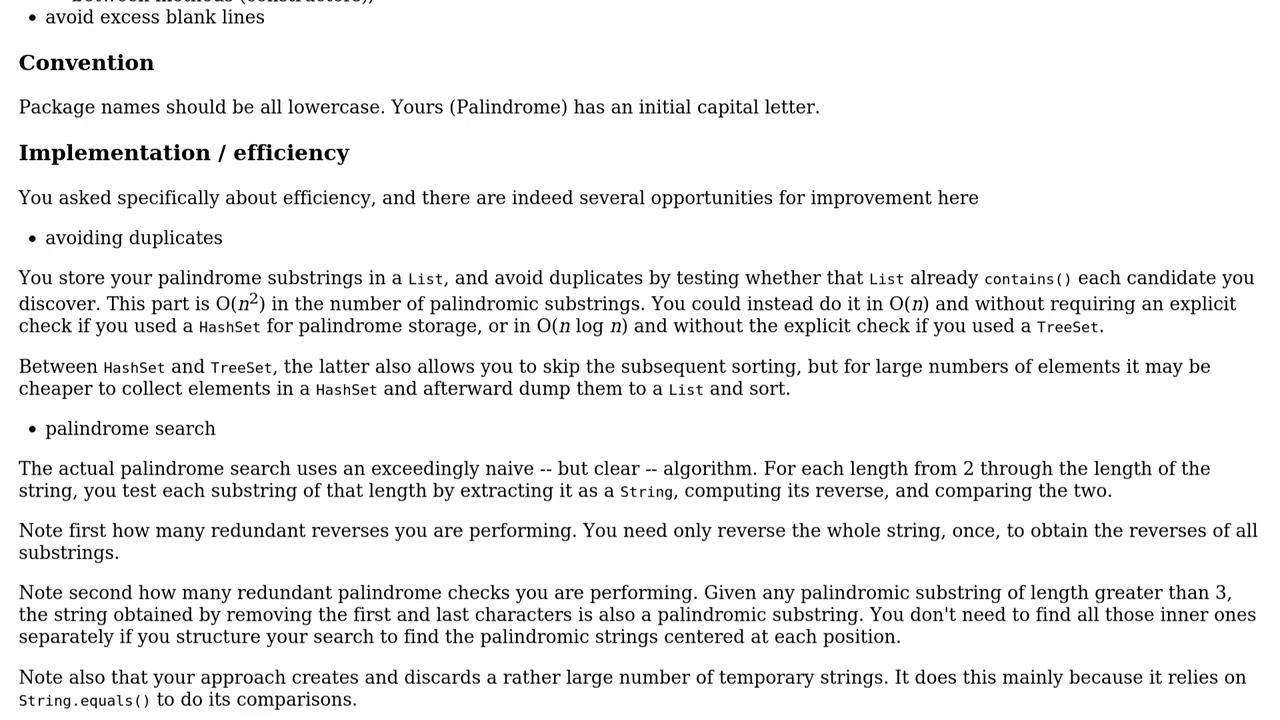 avoid excess blank lines
Convention
Package names should be all lowercase. Yours (Palindrome) has an initial capital letter.
Implementation / efficiency
You asked specifically about efficiency, and there are indeed several opportunities for improvement here
• avoiding duplicates
You store your palindrome substrings in a List, and avoid duplicates by testing whether that List already contains() each candidate you
discover. This part is O(n²) in the number of palindromic substrings. You could instead do it in O(n) and without requiring an explicit
check if you used a HashSet for palindrome storage, or in O(n log n) and without the explicit check if you used a TreeSet.
Between HashSet and TreeSet, the latter also allows you to skip the subsequent sorting, but for large numbers of elements it may be
cheaper to collect elements in a HashSet and afterward dump them to a List and sort.
• palindrome search
The actual palindrome search uses an exceedingly naive -- but clear -- algorithm. For each length from 2 through the length of the
string, you test each substring of that length by extracting it as a String, computing its reverse, and comparing the two.
Note first how many redundant reverses you are performing. You need only reverse the whole string, once, to obtain the reverses of all
substrings.
Note second how many redundant palindrome checks you are performing. Given any palindromic substring of length greater than 3,
the string obtained by removing the first and last characters is also a palindromic substring. You don't need to find all those inner ones
separately if you structure your search to find the palindromic strings centered at each position.
Note also that your approach creates and discards a rather large number of temporary strings. It does this mainly because it relies on
String.equals() to do its comparisons.